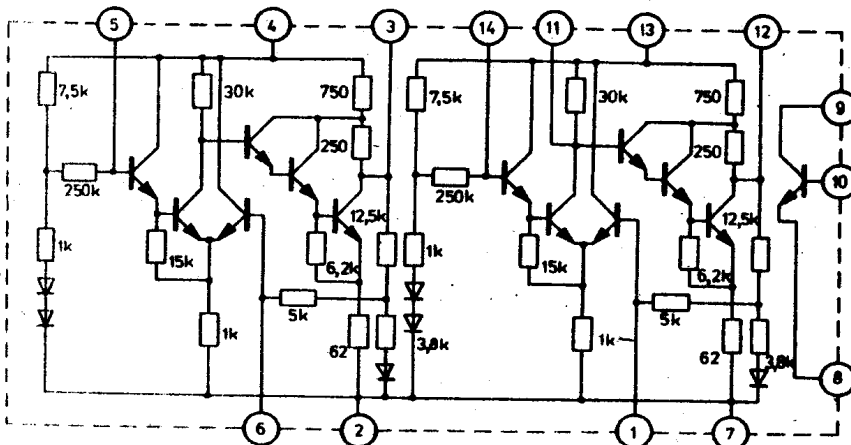 5 4 3 14 11 13 12
7,5k 30k 750 7,5k 30k 750 9
250 250
250k 250k 10
12,5k 12,5k
1k 15k 6,2k 1k 15k 6,2k
5k 5k
1k 62 3,8k 1k 62 3,8k 8
6 2 1 7